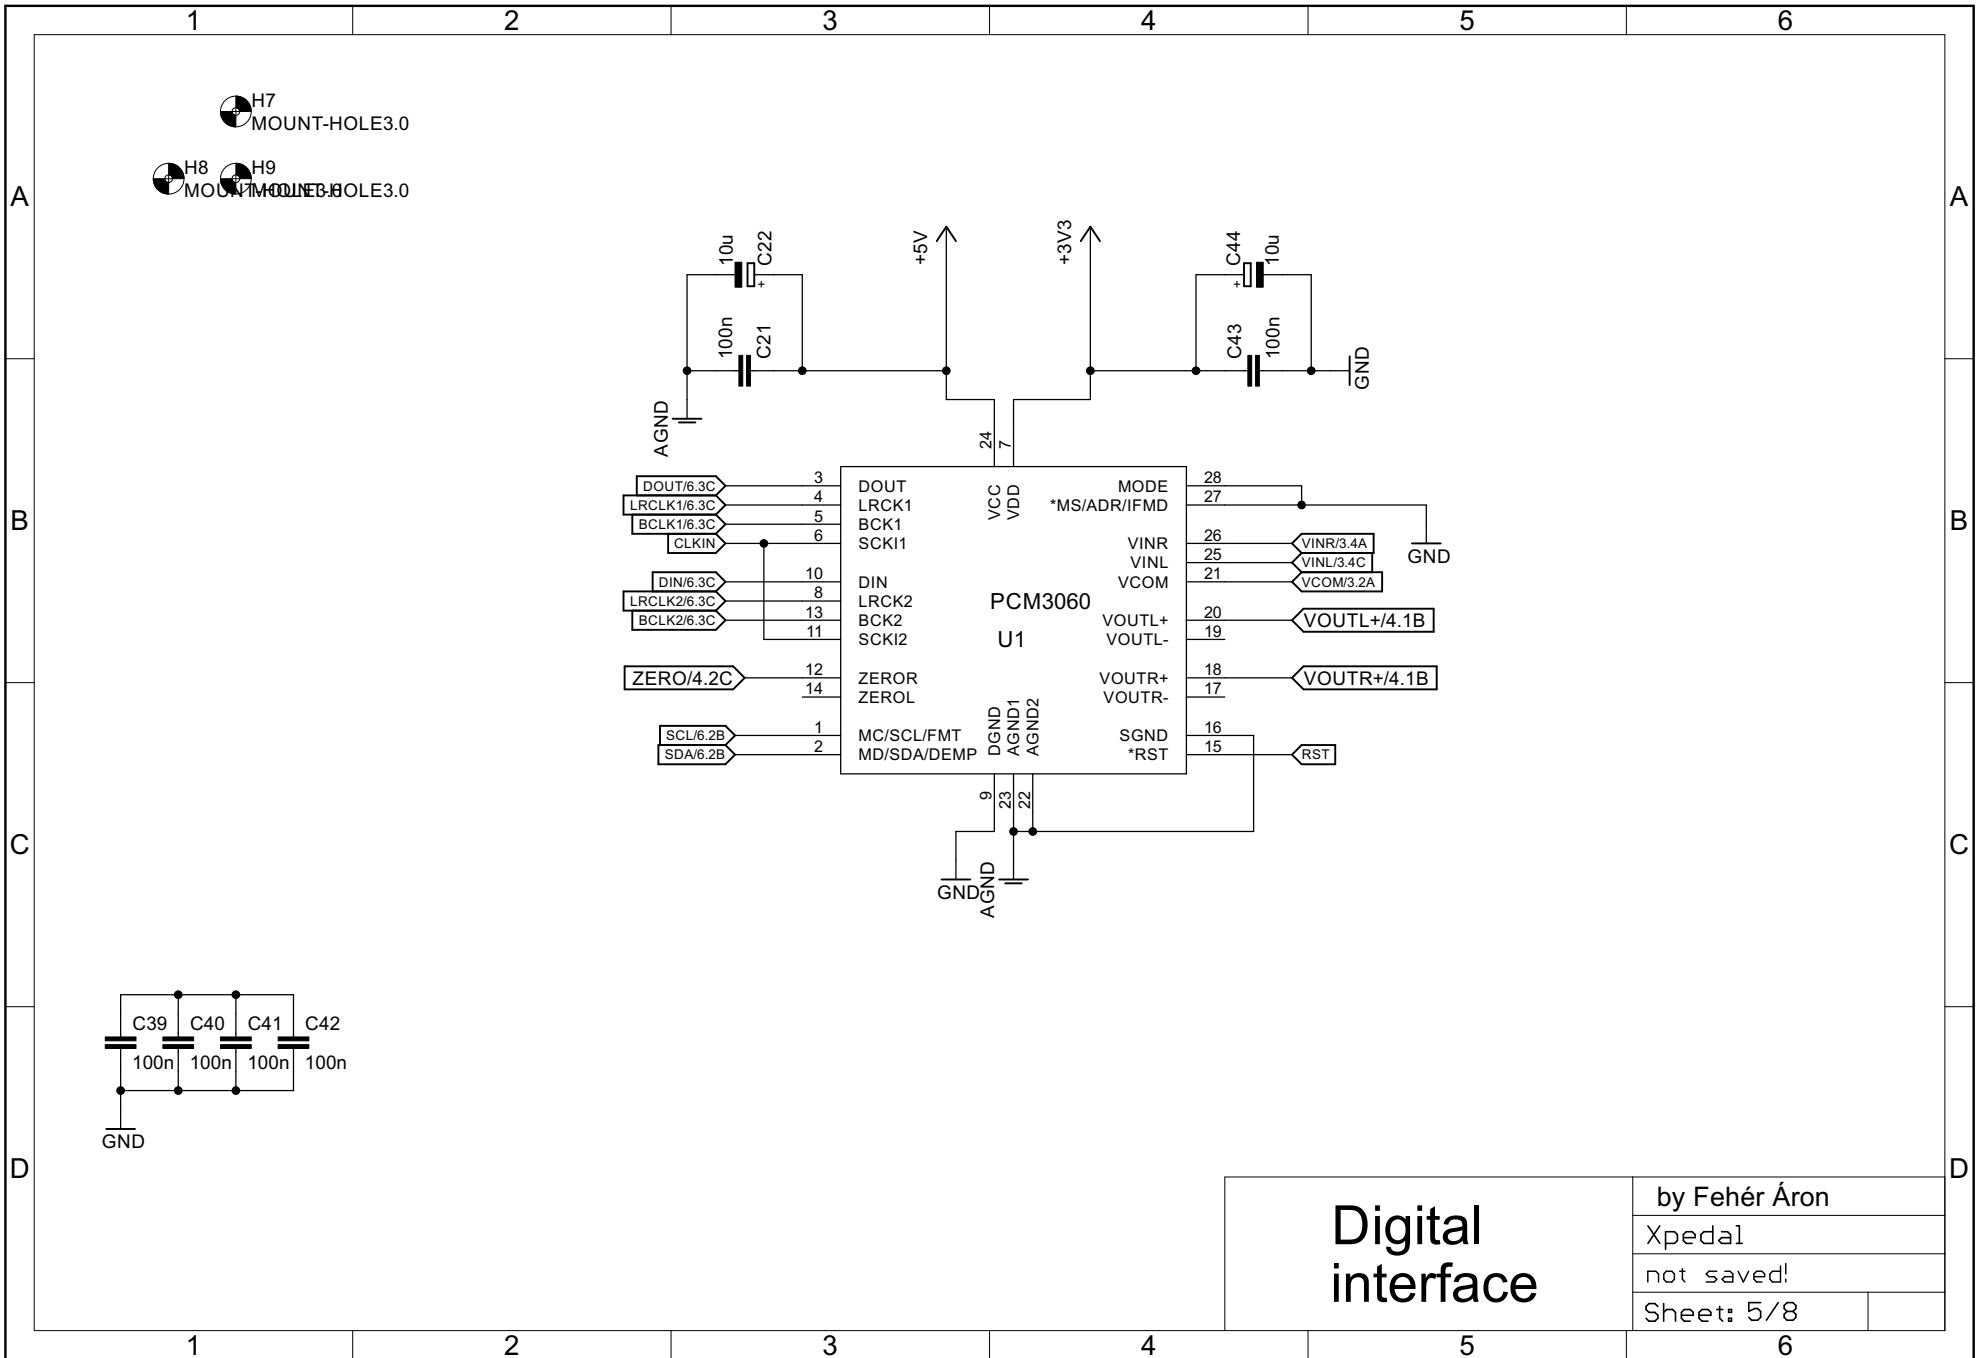 1 2 3 4 5 6
H7
MOUNT-HOLE3.0
H8 H9
MOUNT-HOLE3.0 MOUNT-HOLE3.0
A A
10u C22
+5V
+3V3
C44 10u
100n C21
C43 100n
AGND
GND
24 7
B B
DOUT/6.3C 3 DOUT
LRCLK1/6.3C 4 LRCK1
BCLK1/6.3C 5 BCK1
CLKIN 6 SCKI1
DIN/6.3C 10 DIN
LRCLK2/6.3C 8 LRCK2
BCLK2/6.3C 13 BCK2
11 SCKI2
ZERO/4.2C 12 ZEROR
14 ZEROL
SCL/6.2B 1 MC/SCL/FMT
SDA/6.2B 2 MD/SDA/DEMP
VCC
VDD
PCM3060
U1
DGND
AGND1
AGND2
MODE 28
*MS/ADR/IFMD 27
GND
VINR 26 VINR/3.4A
VINL 25 VINL/3.4C
VCOM 21 VCOM/3.2A
VOUTL+ 20 VOUTL+/4.1B
VOUTL- 19
VOUTR+ 18 VOUTR+/4.1B
VOUTR- 17
SGND 16
*RST 15 RST
9 23 22
C C
GND
AGND
C39 C40 C41 C42
100n 100n 100n 100n
GND
D D
Digital
interface
by Fehér Áron
Xpedal
not saved!
Sheet: 5/8
1 2 3 4 5 6